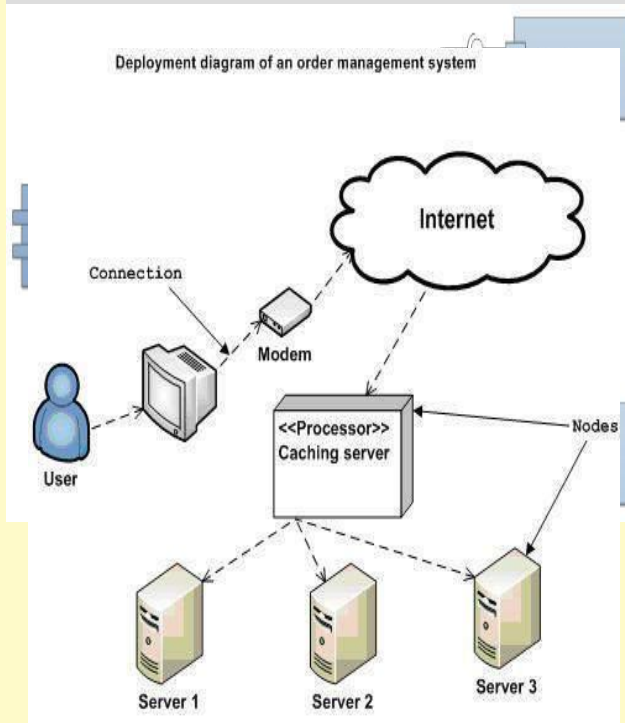 Deployment diagram of an order management system
Internet
Connection
Modem
<<Processor>>
Caching server
Nodes
User
Server 1
Server 2
Server 3